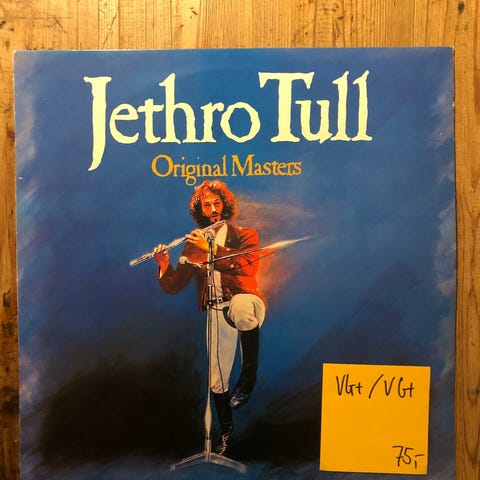 Jethro Tull
Original Masters
VG+ / VG+
75,-